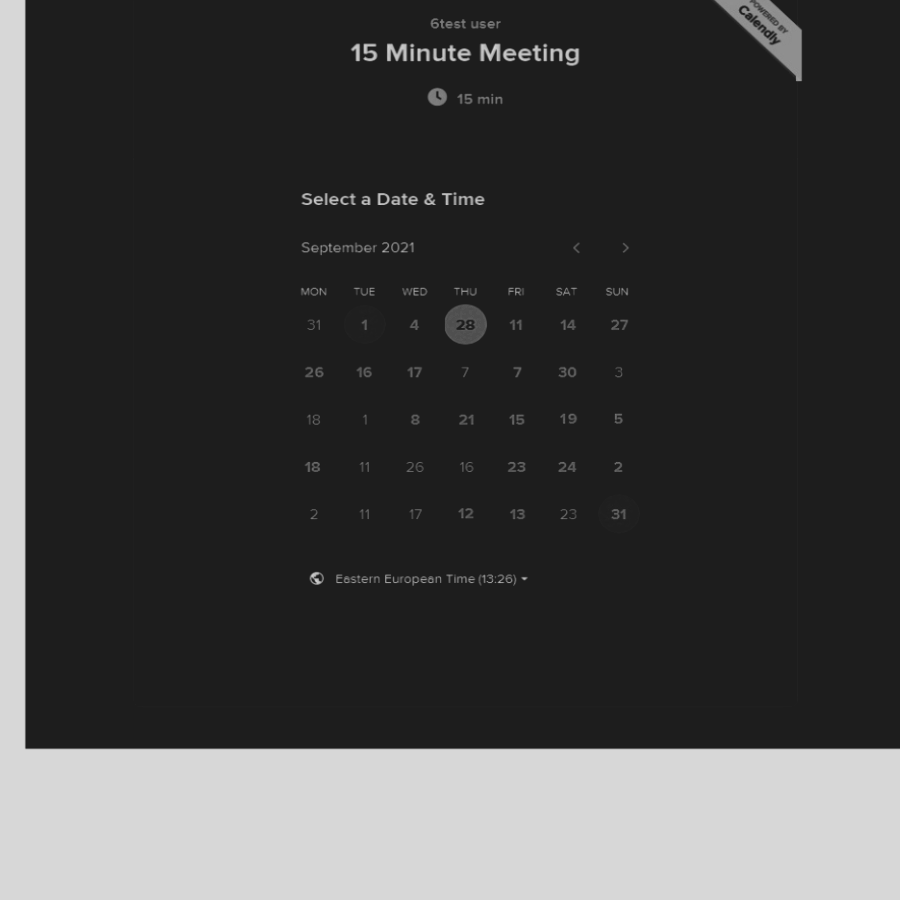 POWERED BY
Calendly
6test user
15 Minute Meeting
15 min
Select a Date & Time
September 2021
MON TUE WED THU FRI SAT SUN
31 1 4 28 11 14 27
26 16 17 7 7 30 3
18 1 8 21 15 19 5
18 11 26 16 23 24 2
2 11 17 12 13 23 31
Eastern European Time (13:26)